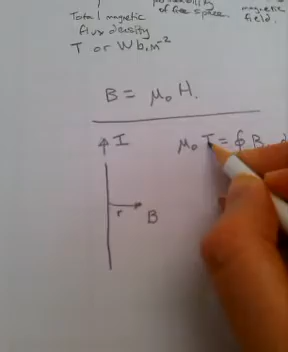 of free space.
magnetic
field.
Total magnetic
flux density
T or Wb.m⁻²
B = μ₀ H.
I
μ₀ I = ∮ B
r
B